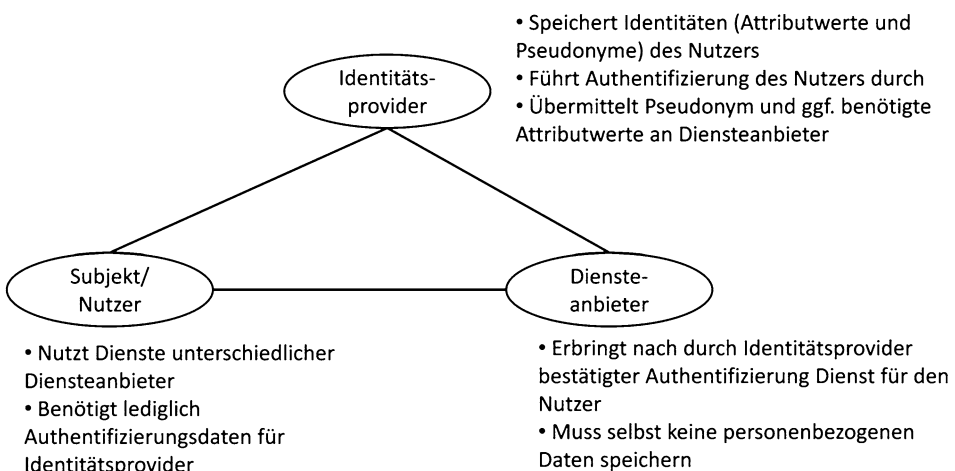 • Speichert Identitäten (Attributwerte und
Pseudonyme) des Nutzers
• Führt Authentifizierung des Nutzers durch
• Übermittelt Pseudonym und ggf. benötigte
Attributwerte an Diensteanbieter
Identitäts-
provider
Subjekt/
Nutzer
Dienste-
anbieter
• Nutzt Dienste unterschiedlicher
Diensteanbieter
• Benötigt lediglich
Authentifizierungsdaten für
Identitätsprovider
• Erbringt nach durch Identitätsprovider
bestätigter Authentifizierung Dienst für den
Nutzer
• Muss selbst keine personenbezogenen
Daten speichern